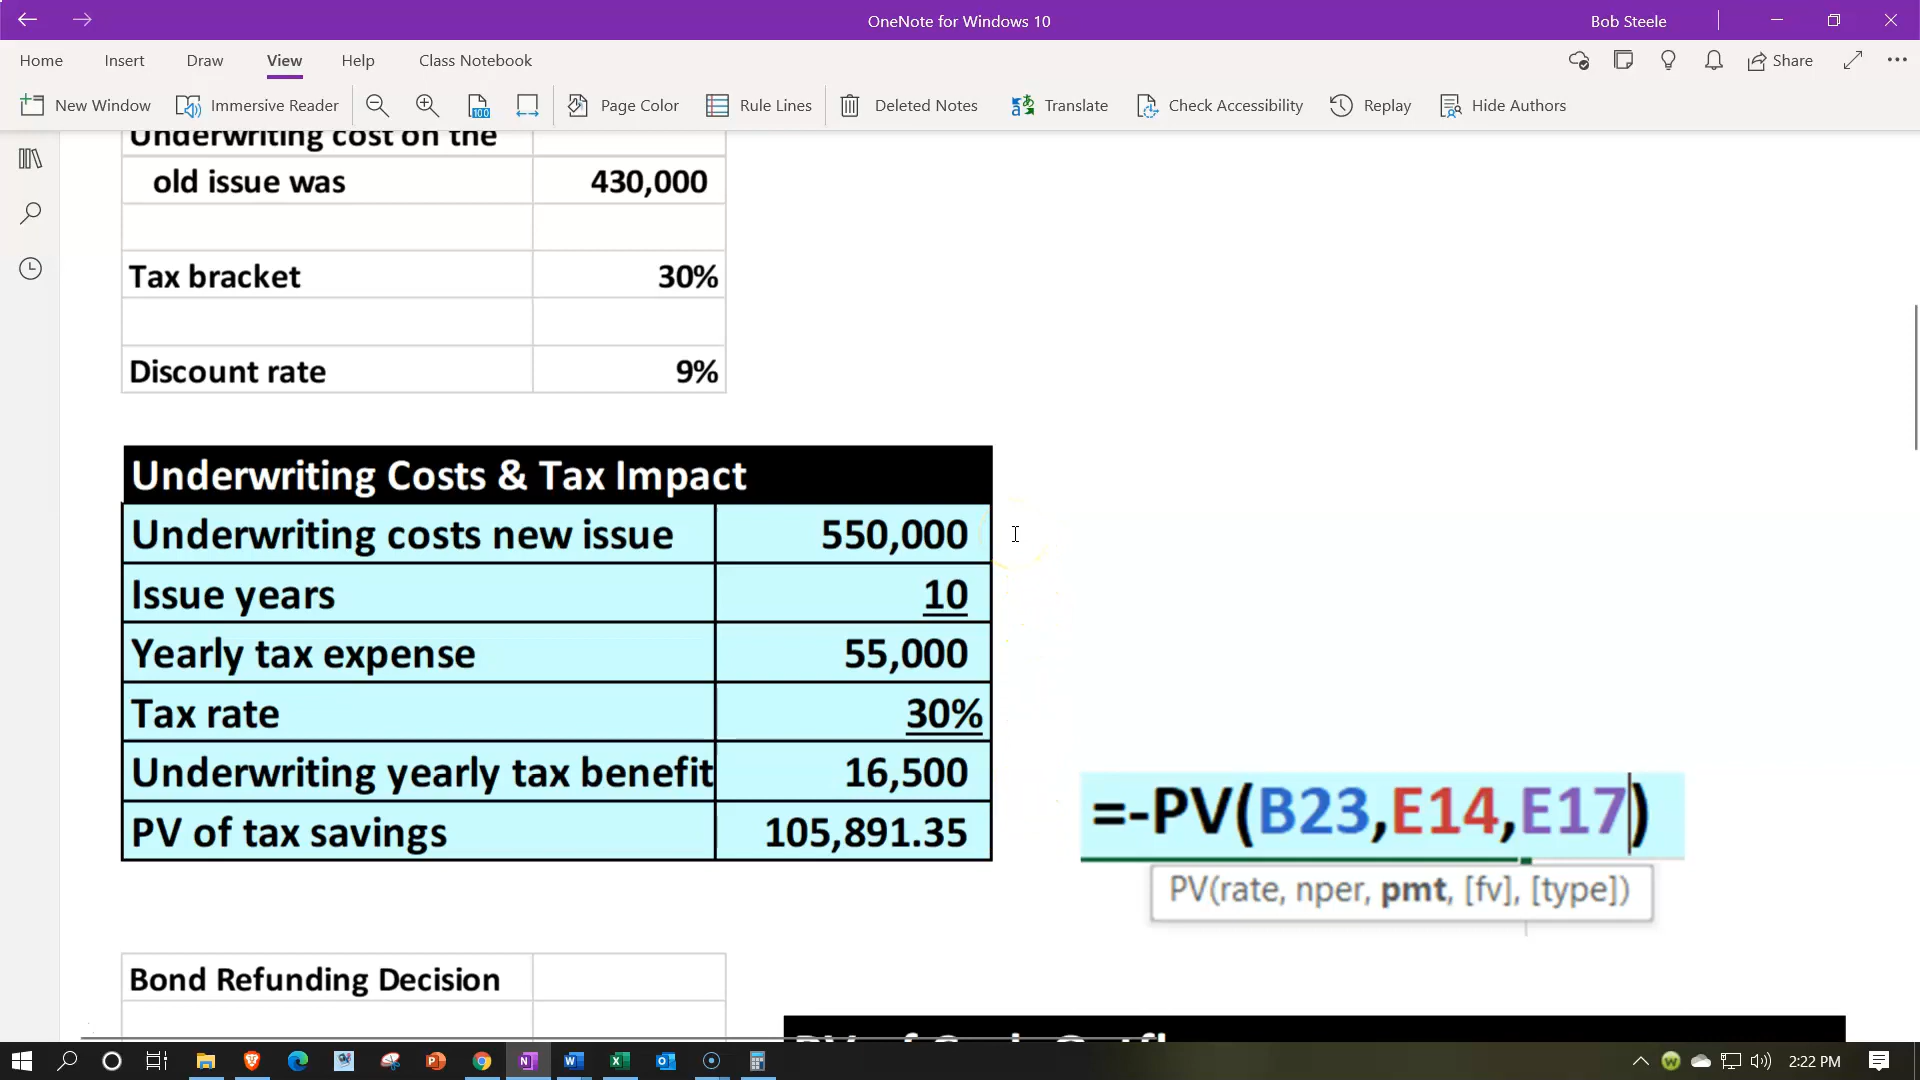 OneNote for Windows 10
Bob Steele
Home Insert Draw View Help Class Notebook
Share
New Window Immersive Reader Page Color Rule Lines Deleted Notes Translate Check Accessibility Replay Hide Authors
Underwriting cost on the
old issue was 430,000
Tax bracket 30%
Discount rate 9%
Underwriting Costs & Tax Impact
Underwriting costs new issue 550,000
Issue years 10
Yearly tax expense 55,000
Tax rate 30%
Underwriting yearly tax benefit 16,500
PV of tax savings 105,891.35
=-PV(B23,E14,E17)
PV(rate, nper, pmt, [fv], [type])
Bond Refunding Decision
2:22 PM